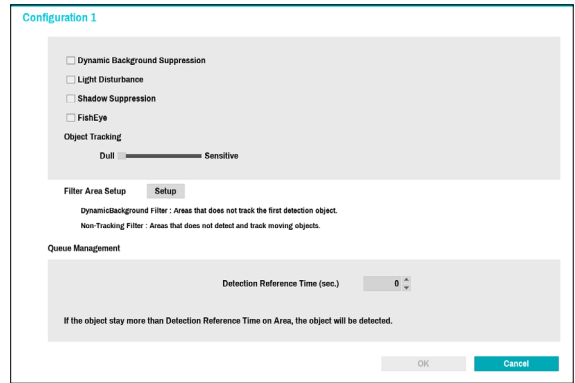 Configuration 1
Dynamic Background Suppression
Light Disturbance
Shadow Suppression
FishEye
Object Tracking
Dull Sensitive
Filter Area Setup Setup
DynamicBackground Filter : Areas that does not track the first detection object.
Non-Tracking Filter : Areas that does not detect and track moving objects.
Queue Management
Detection Reference Time (sec.) 0
If the object stay more than Detection Reference Time on Area, the object will be detected.
OK Cancel